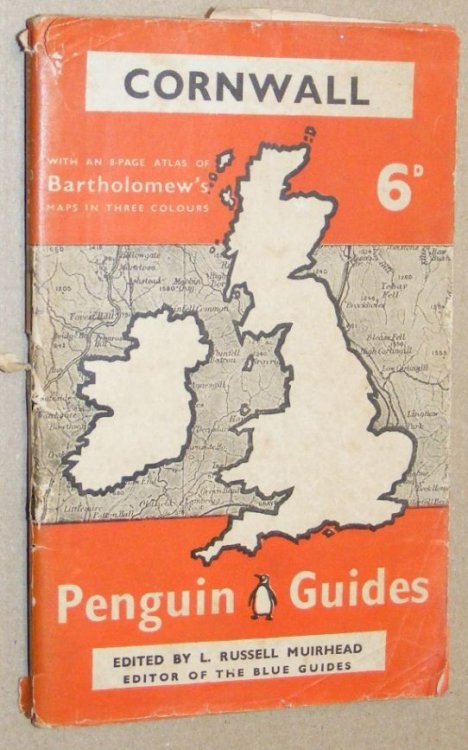 CORNWALL
WITH AN 8-PAGE ATLAS OF
Bartholomew's
MAPS IN THREE COLOURS
6D
Penguin Guides
EDITED BY L. RUSSELL MUIRHEAD
EDITOR OF THE BLUE GUIDES